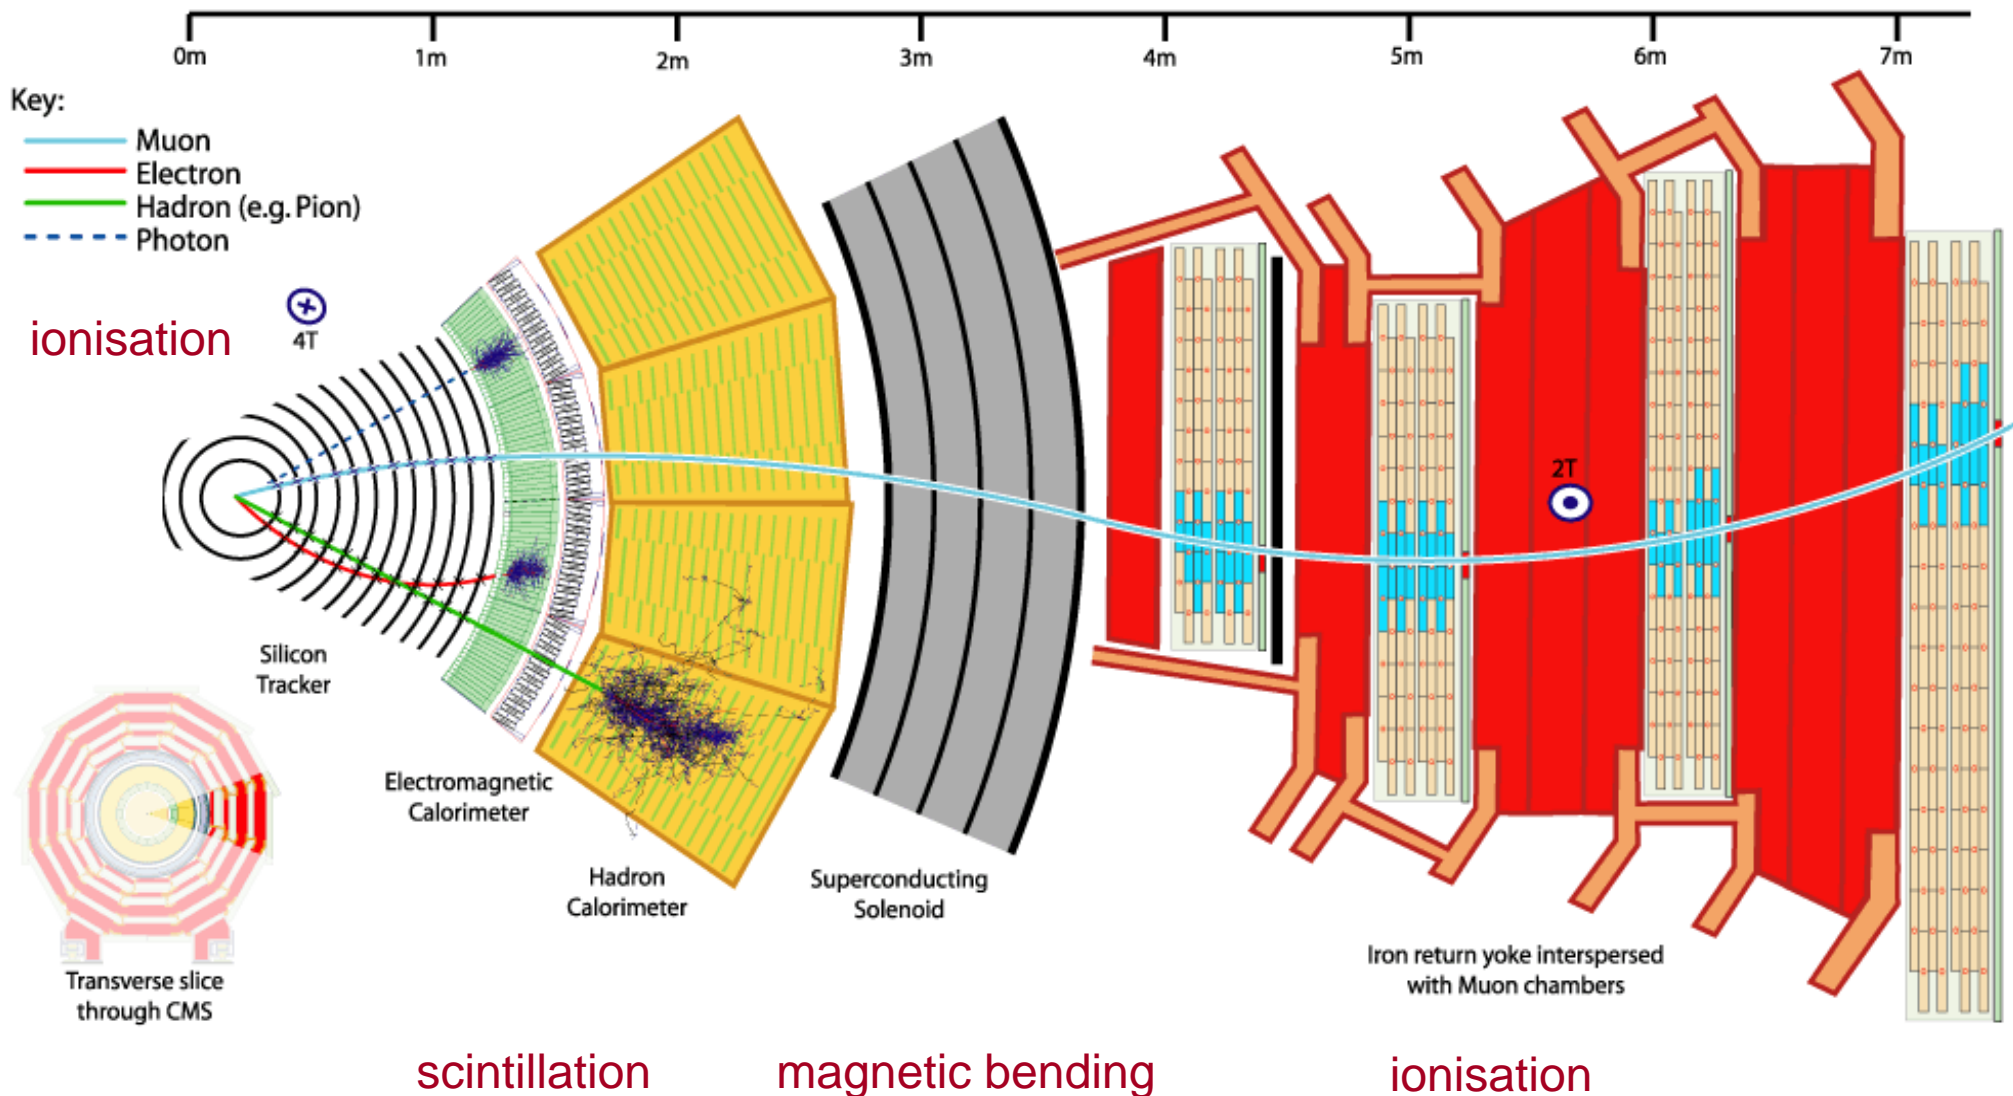 0m 1m 2m 3m 4m 5m 6m 7m
Key:
Muon
Electron
Hadron (e.g. Pion)
Photon
ionisation
4T
2T
Silicon
Tracker
Electromagnetic
Calorimeter
Hadron
Calorimeter
Superconducting
Solenoid
Iron return yoke interspersed
with Muon chambers
Transverse slice
through CMS
scintillation
magnetic bending
ionisation